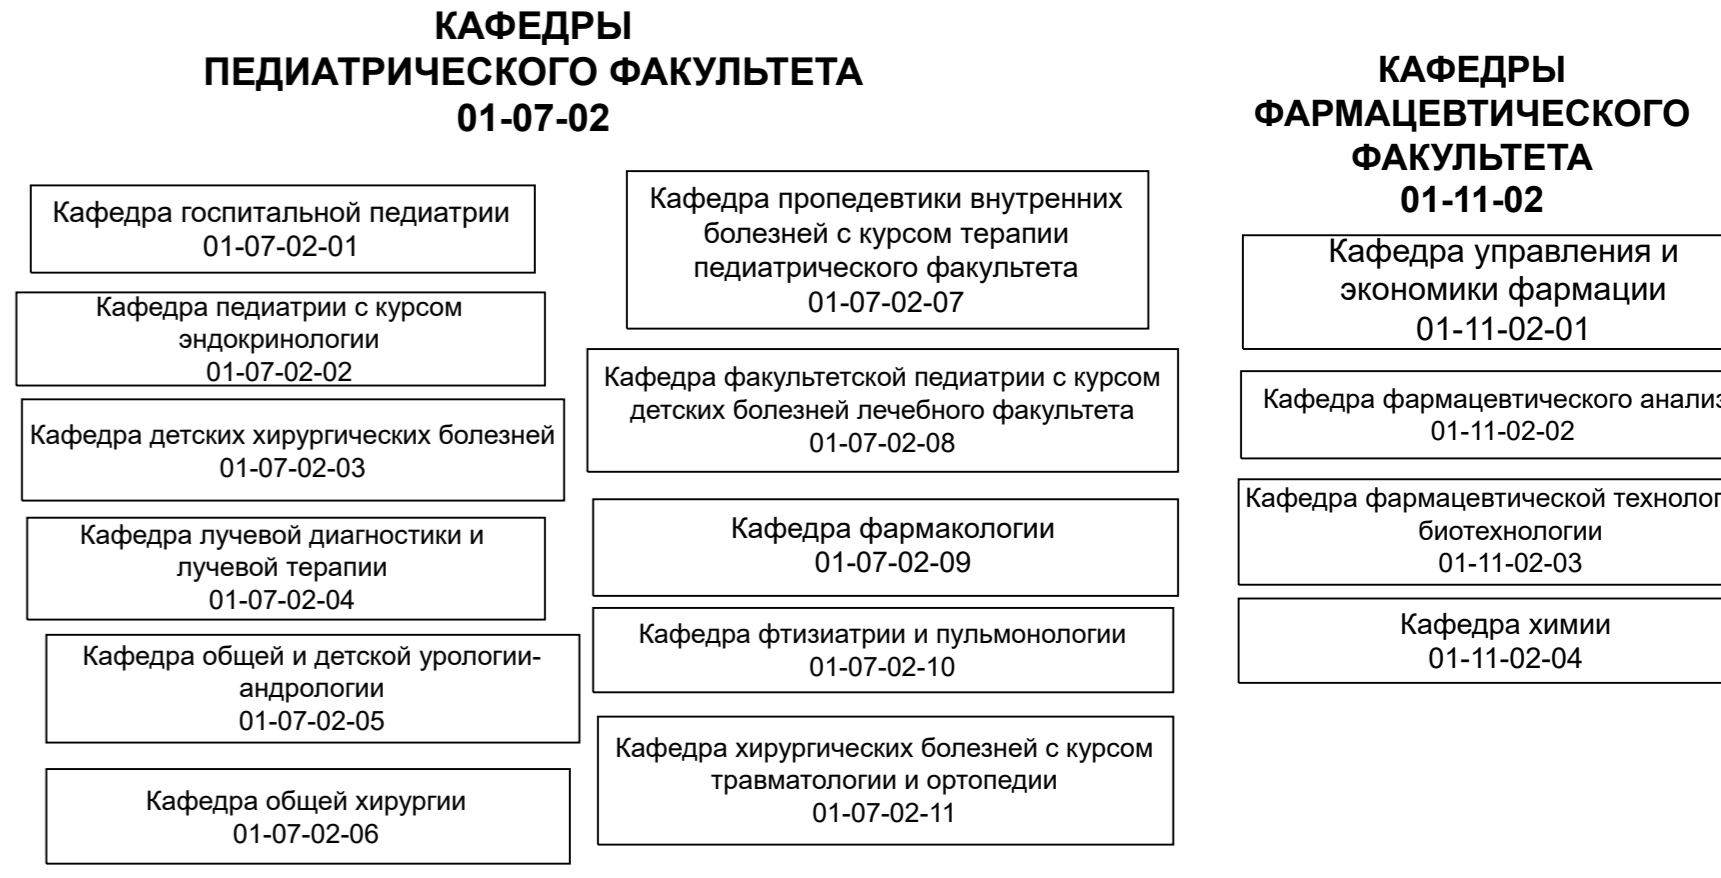 КАФЕДРЫ
ПЕДИАТРИЧЕСКОГО ФАКУЛЬТЕТА
01-07-02
Кафедра госпитальной педиатрии
01-07-02-01
Кафедра педиатрии с курсом
эндокринологии
01-07-02-02
Кафедра детских хирургических болезней
01-07-02-03
Кафедра лучевой диагностики и
лучевой терапии
01-07-02-04
Кафедра общей и детской урологии-
андрологии
01-07-02-05
Кафедра общей хирургии
01-07-02-06
Кафедра пропедевтики внутренних
болезней с курсом терапии
педиатрического факультета
01-07-02-07
Кафедра факультетской педиатрии с курсом
детских болезней лечебного факультета
01-07-02-08
Кафедра фармакологии
01-07-02-09
Кафедра фтизиатрии и пульмонологии
01-07-02-10
Кафедра хирургических болезней с курсом
травматологии и ортопедии
01-07-02-11
КАФЕДРЫ
ФАРМАЦЕВТИЧЕСКОГО
ФАКУЛЬТЕТА
01-11-02
Кафедра управления и
экономики фармации
01-11-02-01
Кафедра фармацевтического
01-11-02-02
Кафедра фармацевтической
биотехнологии
01-11-02-03
Кафедра химии
01-11-02-04